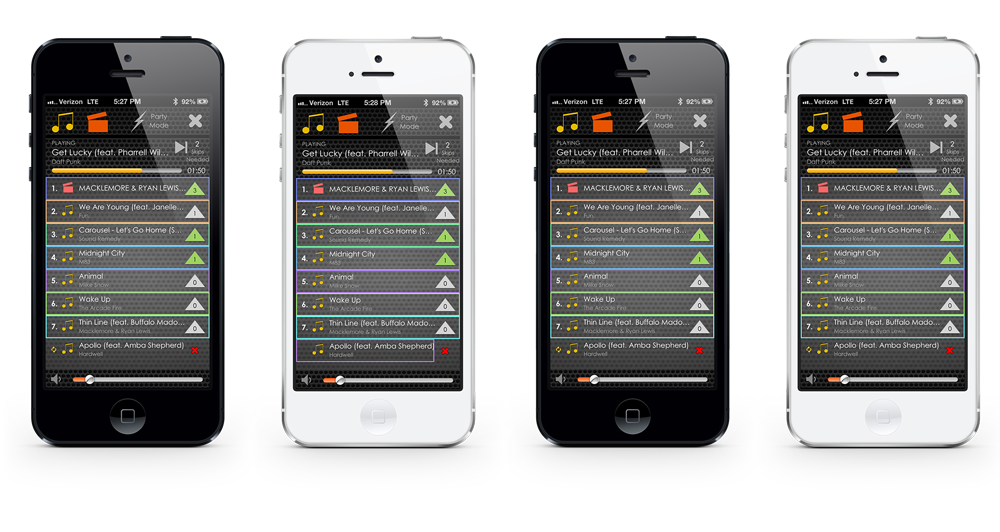 Verizon LTE 5:27 PM 92%
Party
Mode
PLAYING
Get Lucky (feat. Pharrell Wil...
Daft Punk
2
Skips
Needed
01:50
1. MACKLEMORE & RYAN LEWIS... 3
2. We Are Young (feat. Janelle... 1
Fun.
3. Carousel - Let's Go Home (S... 1
Sound Remedy
4. Midnight City 1
M83
5. Animal 0
Mike Snow
6. Wake Up 0
The Arcade Fire
7. Thin Line (feat. Buffalo Mado... 0
Macklemore & Ryan Lewis
Apollo (feat. Amba Shepherd)
Hardwell
Verizon LTE 5:28 PM 92%
Party
Mode
PLAYING
Get Lucky (feat. Pharrell Wil...
Daft Punk
2
Skips
Needed
01:50
1. MACKLEMORE & RYAN LEWIS... 3
2. We Are Young (feat. Janelle... 1
Fun.
3. Carousel - Let's Go Home (S... 1
Sound Remedy
4. Midnight City 1
M83
5. Animal 0
Mike Snow
6. Wake Up 0
The Arcade Fire
7. Thin Line (feat. Buffalo Mado... 0
Macklemore & Ryan Lewis
Apollo (feat. Amba Shepherd)
Hardwell
Verizon LTE 5:27 PM 92%
Party
Mode
PLAYING
Get Lucky (feat. Pharrell Wil...
Daft Punk
2
Skips
Needed
01:50
1. MACKLEMORE & RYAN LEWIS... 3
2. We Are Young (feat. Janelle... 1
Fun.
3. Carousel - Let's Go Home (S... 1
Sound Remedy
4. Midnight City 1
M83
5. Animal 0
Mike Snow
6. Wake Up 0
The Arcade Fire
7. Thin Line (feat. Buffalo Mado... 0
Macklemore & Ryan Lewis
Apollo (feat. Amba Shepherd)
Hardwell
Verizon LTE 5:27 PM 92%
Party
Mode
PLAYING
Get Lucky (feat. Pharrell Wil...
Daft Punk
2
Skips
Needed
01:50
1. MACKLEMORE & RYAN LEWIS... 3
2. We Are Young (feat. Janelle... 1
Fun.
3. Carousel - Let's Go Home (S... 1
Sound Remedy
4. Midnight City 1
M83
5. Animal 0
Mike Snow
6. Wake Up 0
The Arcade Fire
7. Thin Line (feat. Buffalo Mado... 0
Macklemore & Ryan Lewis
Apollo (feat. Amba Shepherd)
Hardwell